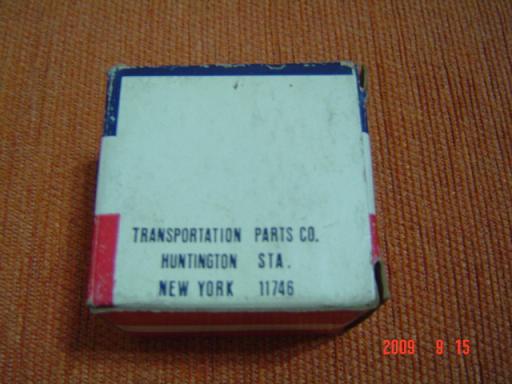 TRANSPORTATION PARTS CO.
HUNTINGTON STA.
NEW YORK 11746
2009 9 15